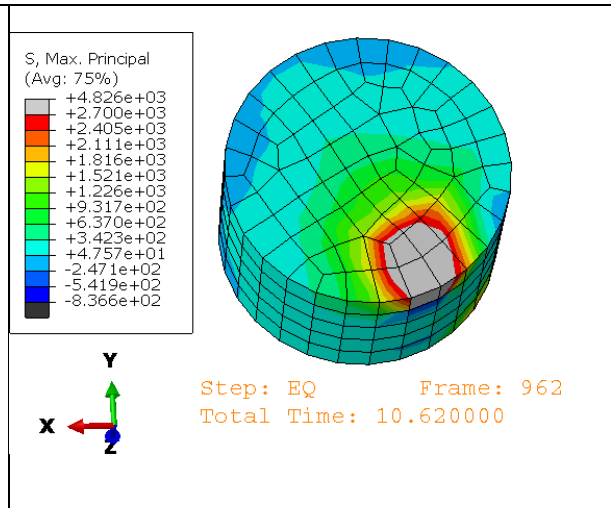 S, Max. Principal
(Avg: 75%)
+4.826e+03
+2.700e+03
+2.405e+03
+2.111e+03
+1.816e+03
+1.521e+03
+1.226e+03
+9.317e+02
+6.370e+02
+3.423e+02
+4.757e+01
-2.471e+02
-5.419e+02
-8.366e+02
Y
X
Z
Step: EQ Frame: 962
Total Time: 10.620000